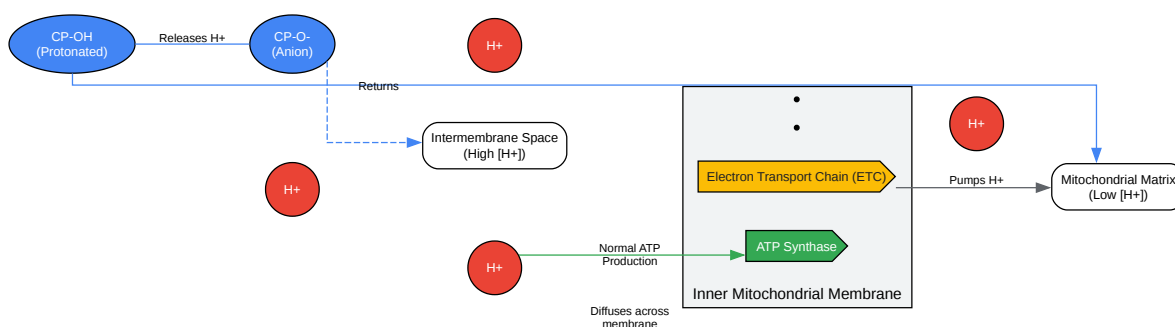 CP-OH
(Protonated)
Releases H+
CP-O-
(Anion)
H+
Returns
H+
Intermembrane Space
(High [H+])
Electron Transport Chain (ETC)
Pumps H+
Mitochondrial Matrix
(Low [H+])
H+
H+
Normal ATP
Production
ATP Synthase
Inner Mitochondrial Membrane
Diffuses across
membrane